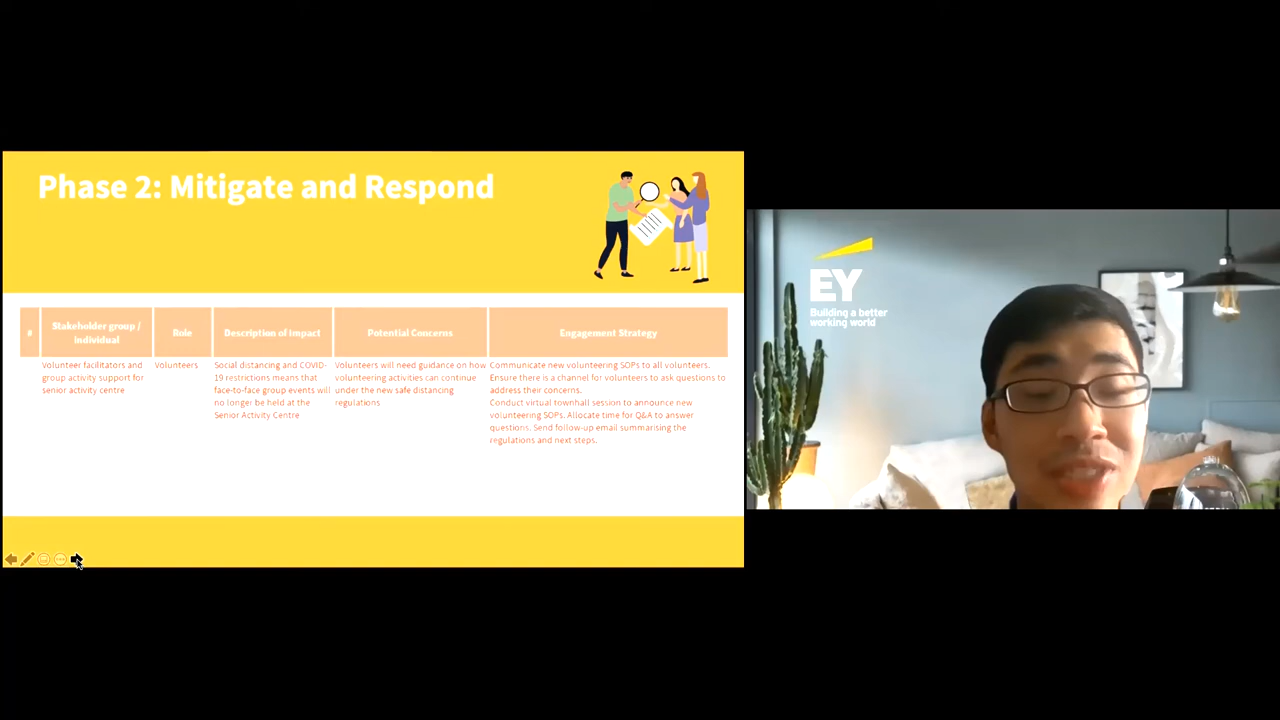 Phase 2: Mitigate and Respond
#
Stakeholder group /
individual
Role
Description of Impact
Potential Concerns
Engagement Strategy
Volunteer facilitators and
group activity support for
senior activity centre
Volunteers
Social distancing and COVID-
19 restrictions means that
face-to-face group events will
no longer be held at the
Senior Activity Centre
Volunteers will need guidance on how
volunteering activities can continue
under the new safe distancing
regulations
Communicate new volunteering SOPs to all volunteers.
Ensure there is a channel for volunteers to ask questions to
address their concerns.
Conduct virtual townhall session to announce new
volunteering SOPs. Allocate time for Q&A to answer
questions. Send follow-up email summarising the
regulations and next steps.
EY
Building a better
working world